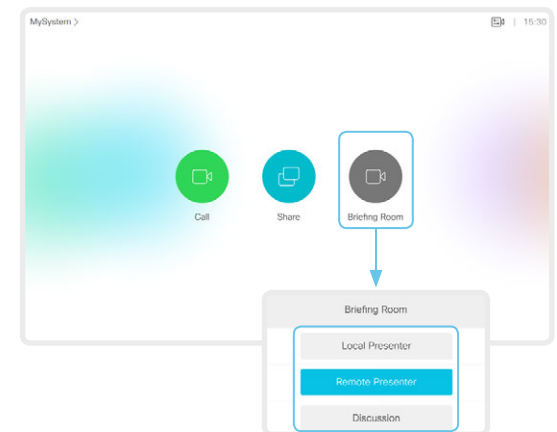 MySystem > 15:30
Call Share Briefing Room
Briefing Room
Local Presenter
Remote Presenter
Discussion